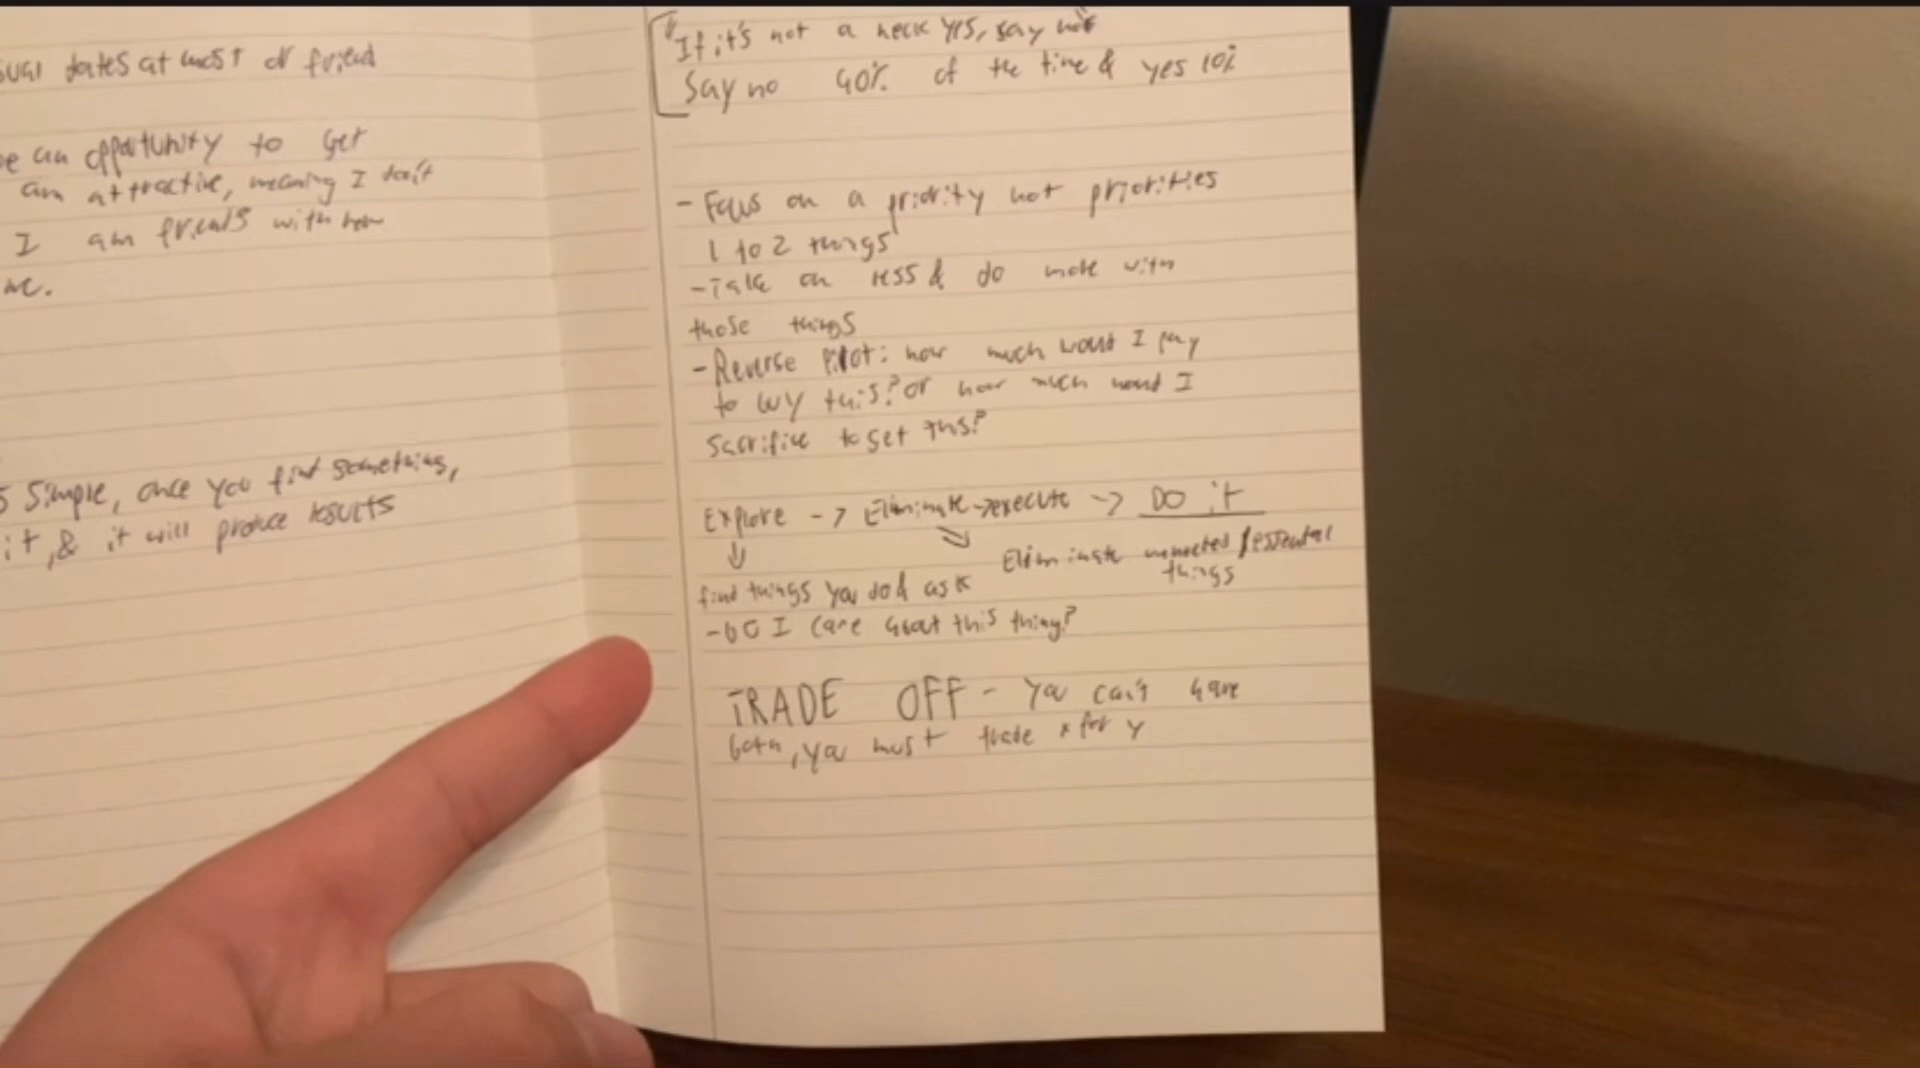 dates at most or friend
an opportunity to get
am attractive, meaning I don't
I am friends with her
me.
Simple, once you find something,
it, & it will produce results
"If it's not a heck yes, say no"
Say no 90% of the time & yes 10%
- Focus on a priority not priorities
1 to 2 things
- Take on less & do more with
those things
- Reverse Pilot: how much would I pay
to buy this? or how much would I
sacrifice to get this?
Explore -> Eliminate -> execute -> DO it
Eliminate /essential
things
find things you do & ask
- DO I care about this thing?
TRADE OFF - You can't have
both, you must trade x for y